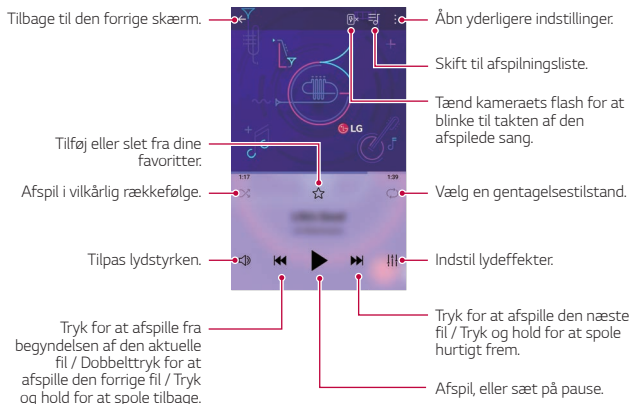 Tilbage til den forrige skærm.
Åbn yderligere indstillinger.
Skift til afspilningsliste.
Tænd kameraets flash for at
blinke til takten af den
afspilede sang.
LG
Tilføj eller slet fra dine
favoritter.
1:17
1:39
Afspil i vilkårlig rækkefølge.
Vælg en gentagelsestilstand.
Tilpas lydstyrken.
Indstil lydeffekter.
Tryk for at afspille fra
begyndelsen af den aktuelle
fil / Dobbelttryk for at
afspille den forrige fil / Tryk
og hold for at spole tilbage.
Tryk for at afspille den næste
fil / Tryk og hold for at spole
hurtigt frem.
Afspil, eller sæt på pause.